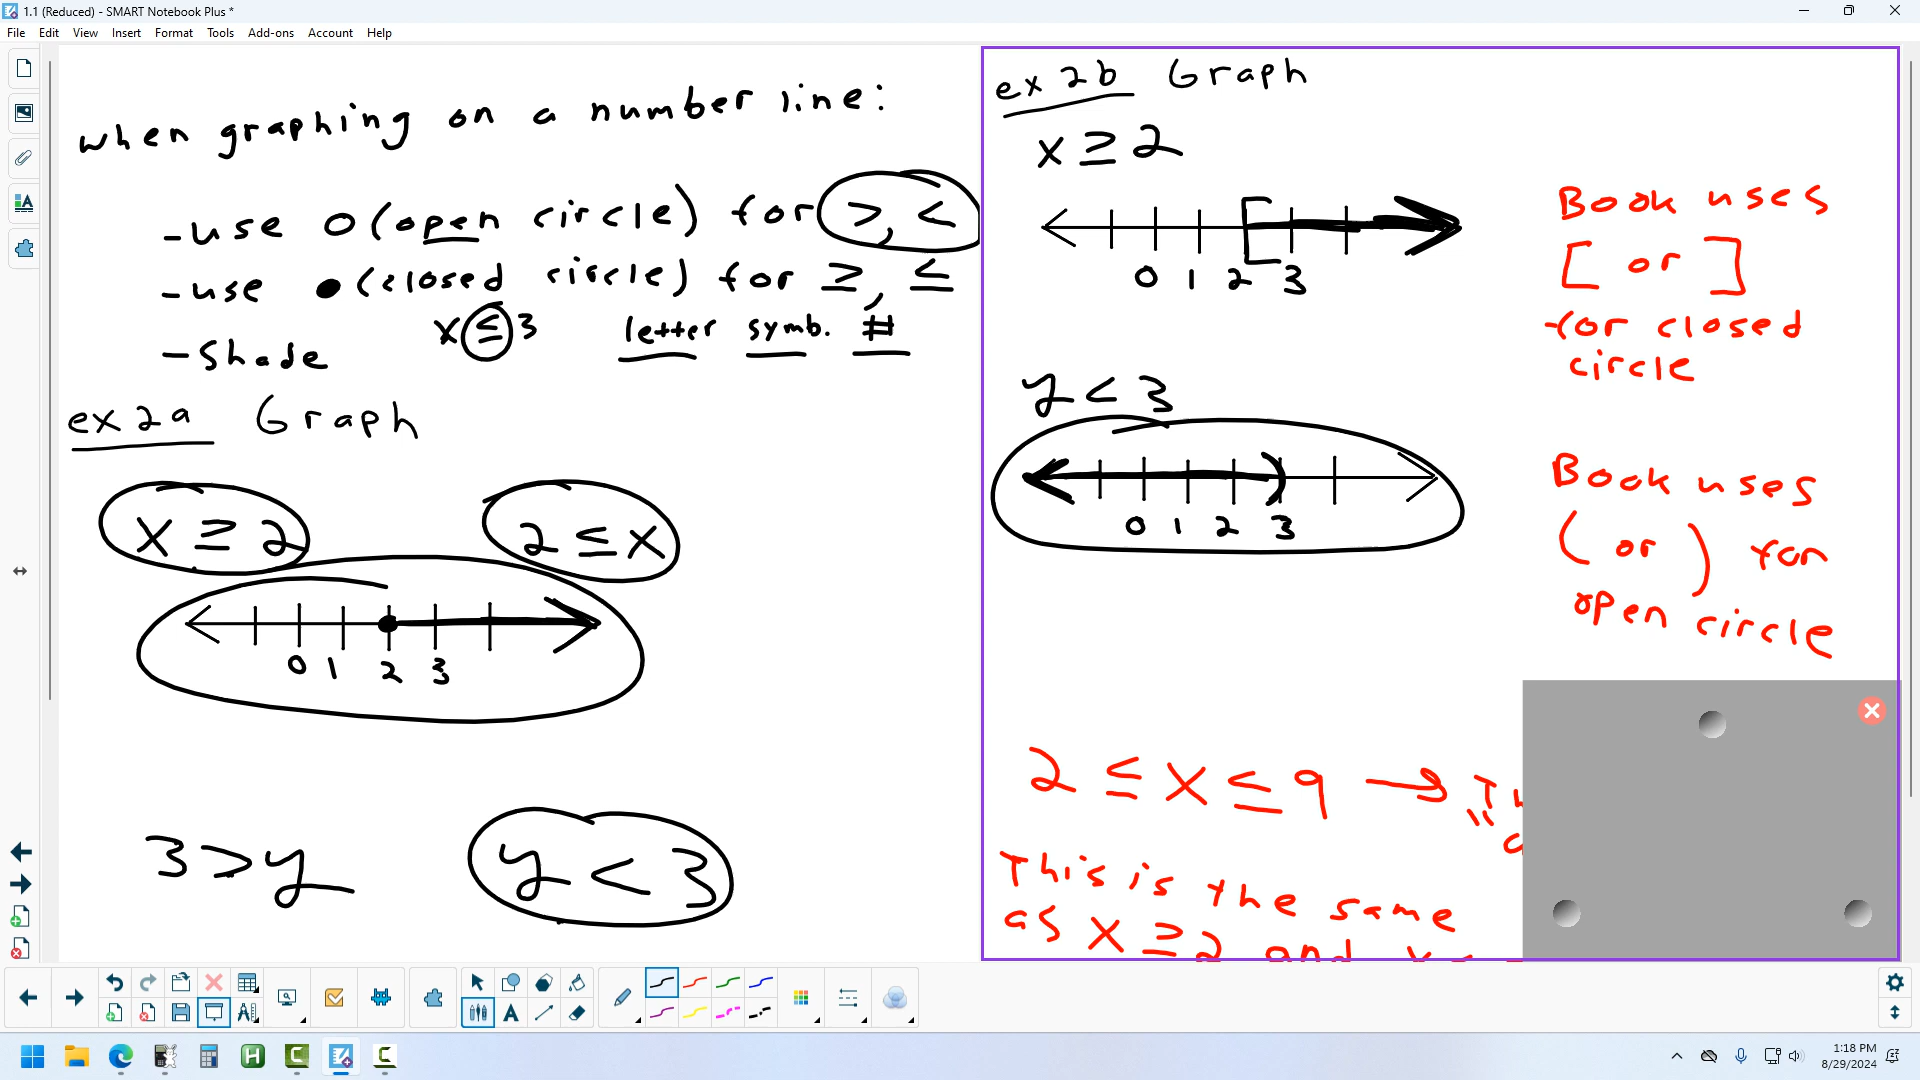 1.1 (Reduced) - SMART Notebook Plus *
File Edit View Insert Format Tools Add-ons Account Help
when graphing on a number line:
-use O (open circle) for >, <
-use ● (closed circle) for ≥, ≤
-Shade x ≤ 3 letter symb. #
ex 2a Graph
x ≥ 2 2 ≤ x
0 1 2 3
3 > y y < 3
ex 2b Graph
x ≥ 2
0 1 2 3
Book uses
[ or ]
for closed
circle
y < 3
0 1 2 3
Book uses
( or ) for
open circle
2 ≤ x ≤ 9 →
This is the same
as x ≥ 2 and
1:18 PM
8/29/2024